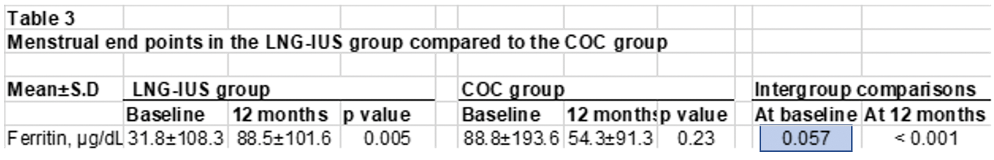 Table 3
Menstrual end points in the LNG-IUS group compared to the COC group
Mean±S.D LNG-IUS group COC group Intergroup comparisons
Baseline 12 months p value Baseline 12 months p value At baseline At 12 months
Ferritin, µg/dL 31.8±108.3 88.5±101.6 0.005 88.8±193.6 54.3±91.3 0.23 0.057 < 0.001